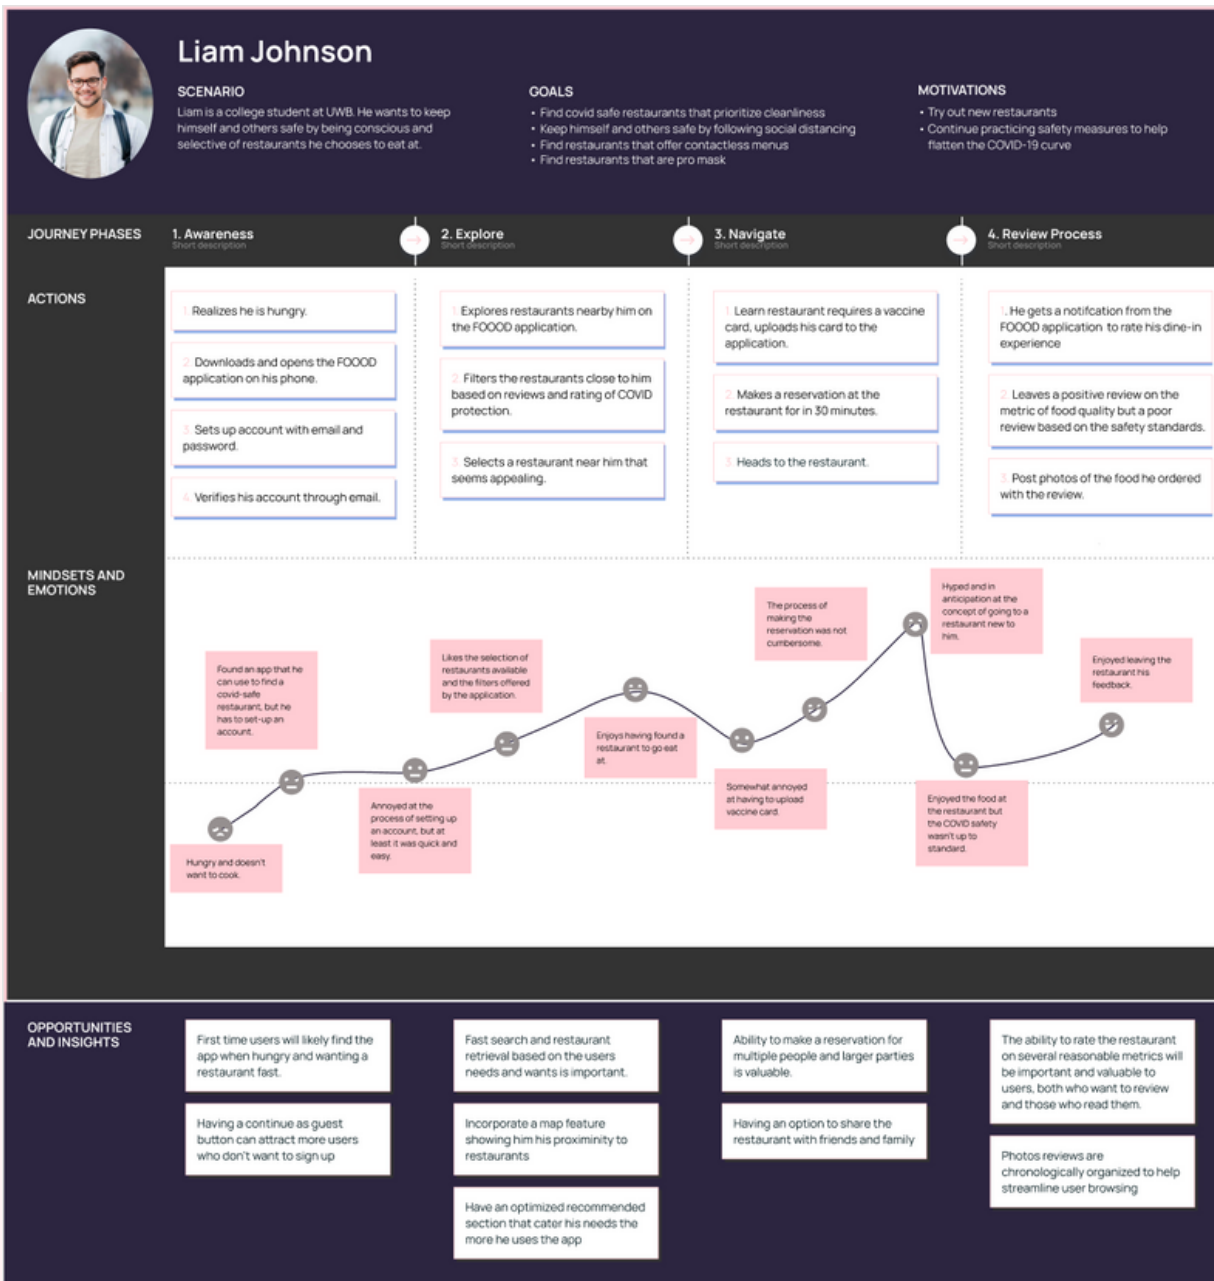 Liam Johnson
SCENARIO
Liam is a college student at UWB. He wants to keep
himself and others safe by being conscious and
selective of restaurants he chooses to eat at.
GOALS
• Find covid safe restaurants that prioritize cleanliness
• Keep himself and others safe by following social distancing
• Find restaurants that offer contactless menus
• Find restaurants that are pro mask
MOTIVATIONS
• Try out new restaurants
• Continue practicing safety measures to help
flatten the COVID-19 curve
JOURNEY PHASES
1. Awareness
Short description
2. Explore
Short description
3. Navigate
Short description
4. Review Process
Short description
ACTIONS
1. Realizes he is hungry.
2. Downloads and opens the FOOOD
application on his phone.
3. Sets up account with email and
password.
4. Verifies his account through email.
1. Explores restaurants nearby him on
the FOOOD application.
2. Filters the restaurants close to him
based on reviews and rating of COVID
protection.
3. Selects a restaurant near him that
seems appealing.
1. Learn restaurant requires a vaccine
card, uploads his card to the
application.
2. Makes a reservation at the
restaurant for in 30 minutes.
3. Heads to the restaurant.
1. He gets a notifcation from the
FOOOD application to rate his dine-in
experience
2. Leaves a positive review on the
metric of food quality but a poor
review based on the safety standards.
3. Post photos of the food he ordered
with the review.
MINDSETS AND
EMOTIONS
Hungry and doesn't
want to cook.
Found an app that he
can use to find a
covid-safe
restaurant, but he
has to set-up an
account.
Annoyed at the
process of setting up
an account, but at
least it was quick and
easy.
Likes the selection of
restaurants available
and the filters offered
by the application.
Enjoys having found a
restaurant to go eat
at.
Somewhat annoyed
at having to upload
vaccine card.
The process of
making the
reservation was not
cumbersome.
Hyped and in
anticipation at the
concept of going to a
restaurant new to
him.
Enjoyed the food at
the restaurant but
the COVID safety
wasn't up to
standard.
Enjoyed leaving the
restaurant his
feedback.
OPPORTUNITIES
AND INSIGHTS
First time users will likely find the
app when hungry and wanting a
restaurant fast.
Having a continue as guest
button can attract more users
who don't want to sign up
Fast search and restaurant
retrieval based on the users
needs and wants is important.
Incorporate a map feature
showing him his proximity to
restaurants
Have an optimized recommended
section that cater his needs the
more he uses the app
Ability to make a reservation for
multiple people and larger parties
is valuable.
Having an option to share the
restaurant with friends and family
The ability to rate the restaurant
on several reasonable metrics will
be important and valuable to
users, both who want to review
and those who read them.
Photos reviews are
chronologically organized to help
streamline user browsing